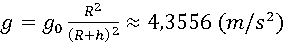 g = g₀ R²/(R+h)² ≈ 4,3556 (m/s²)